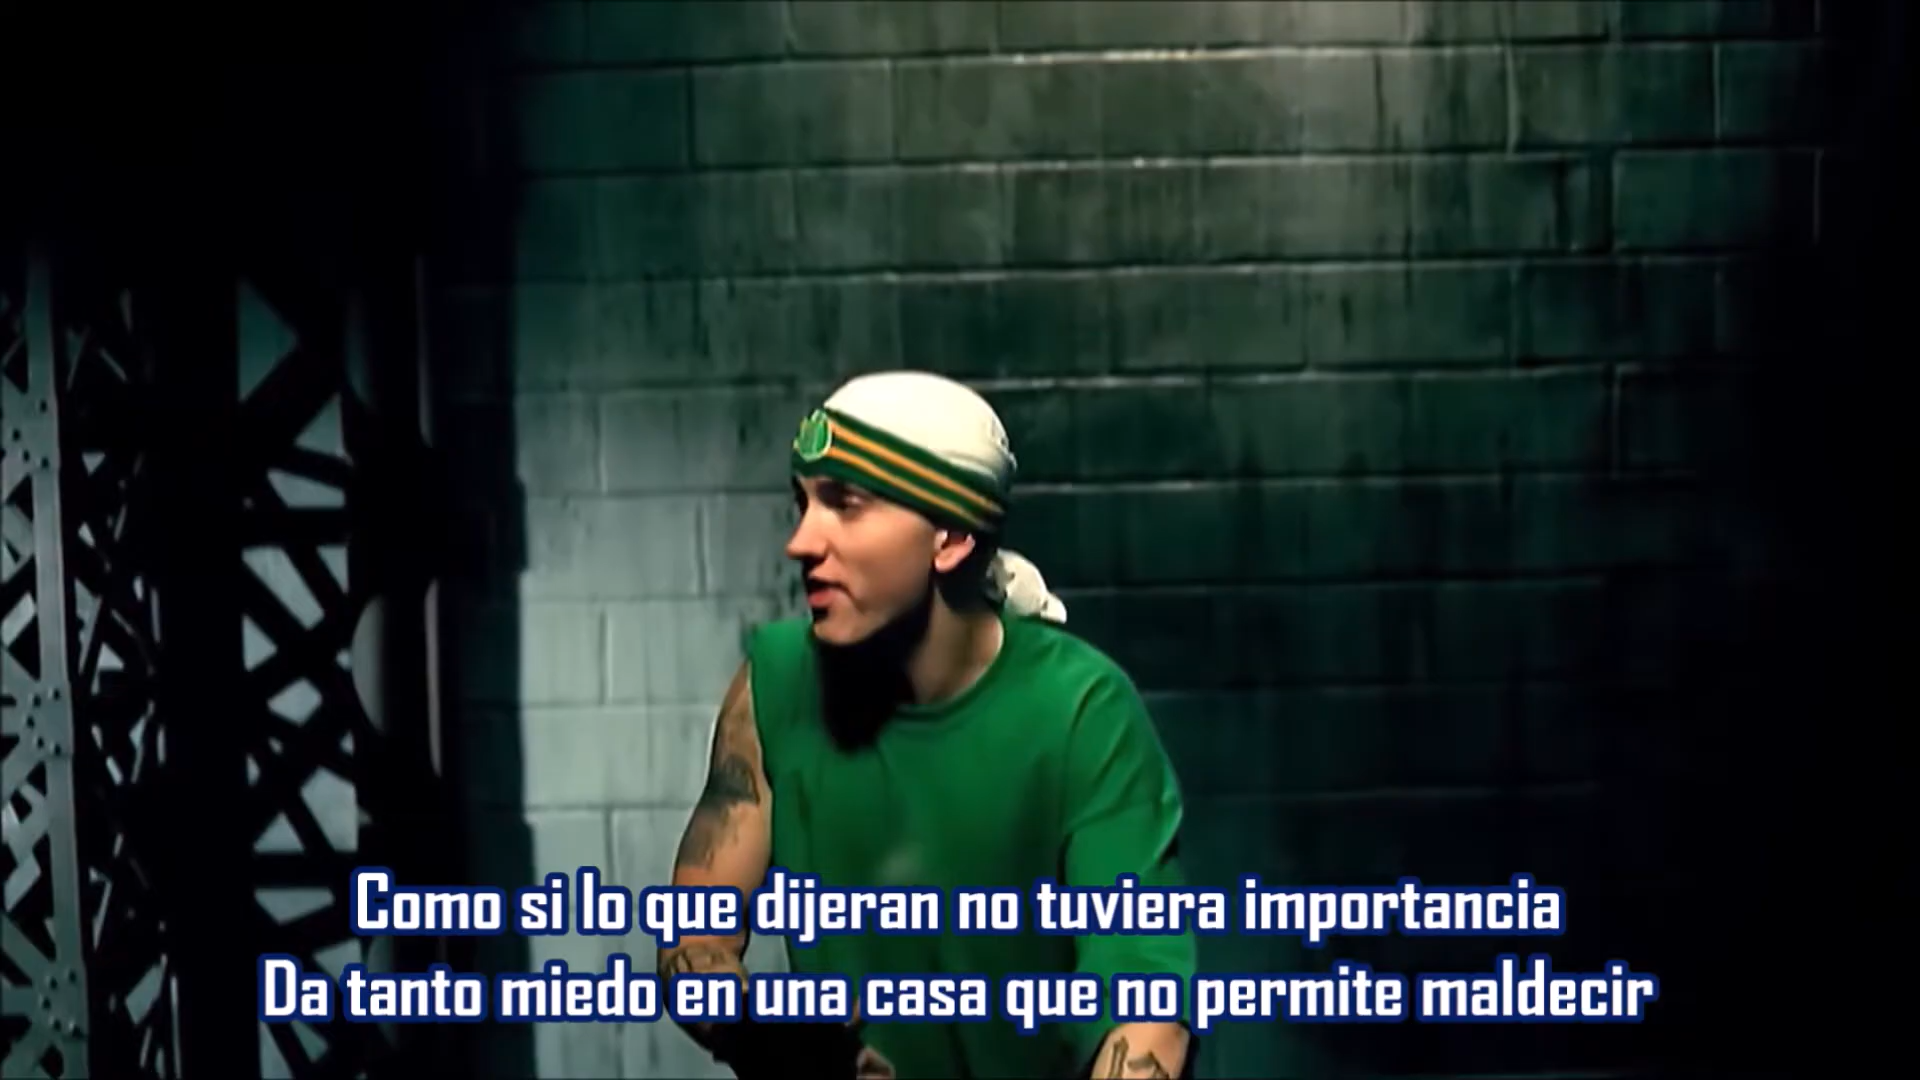 Como si lo que dijeran no tuviera importancia
Da tanto miedo en una casa que no permite maldecir